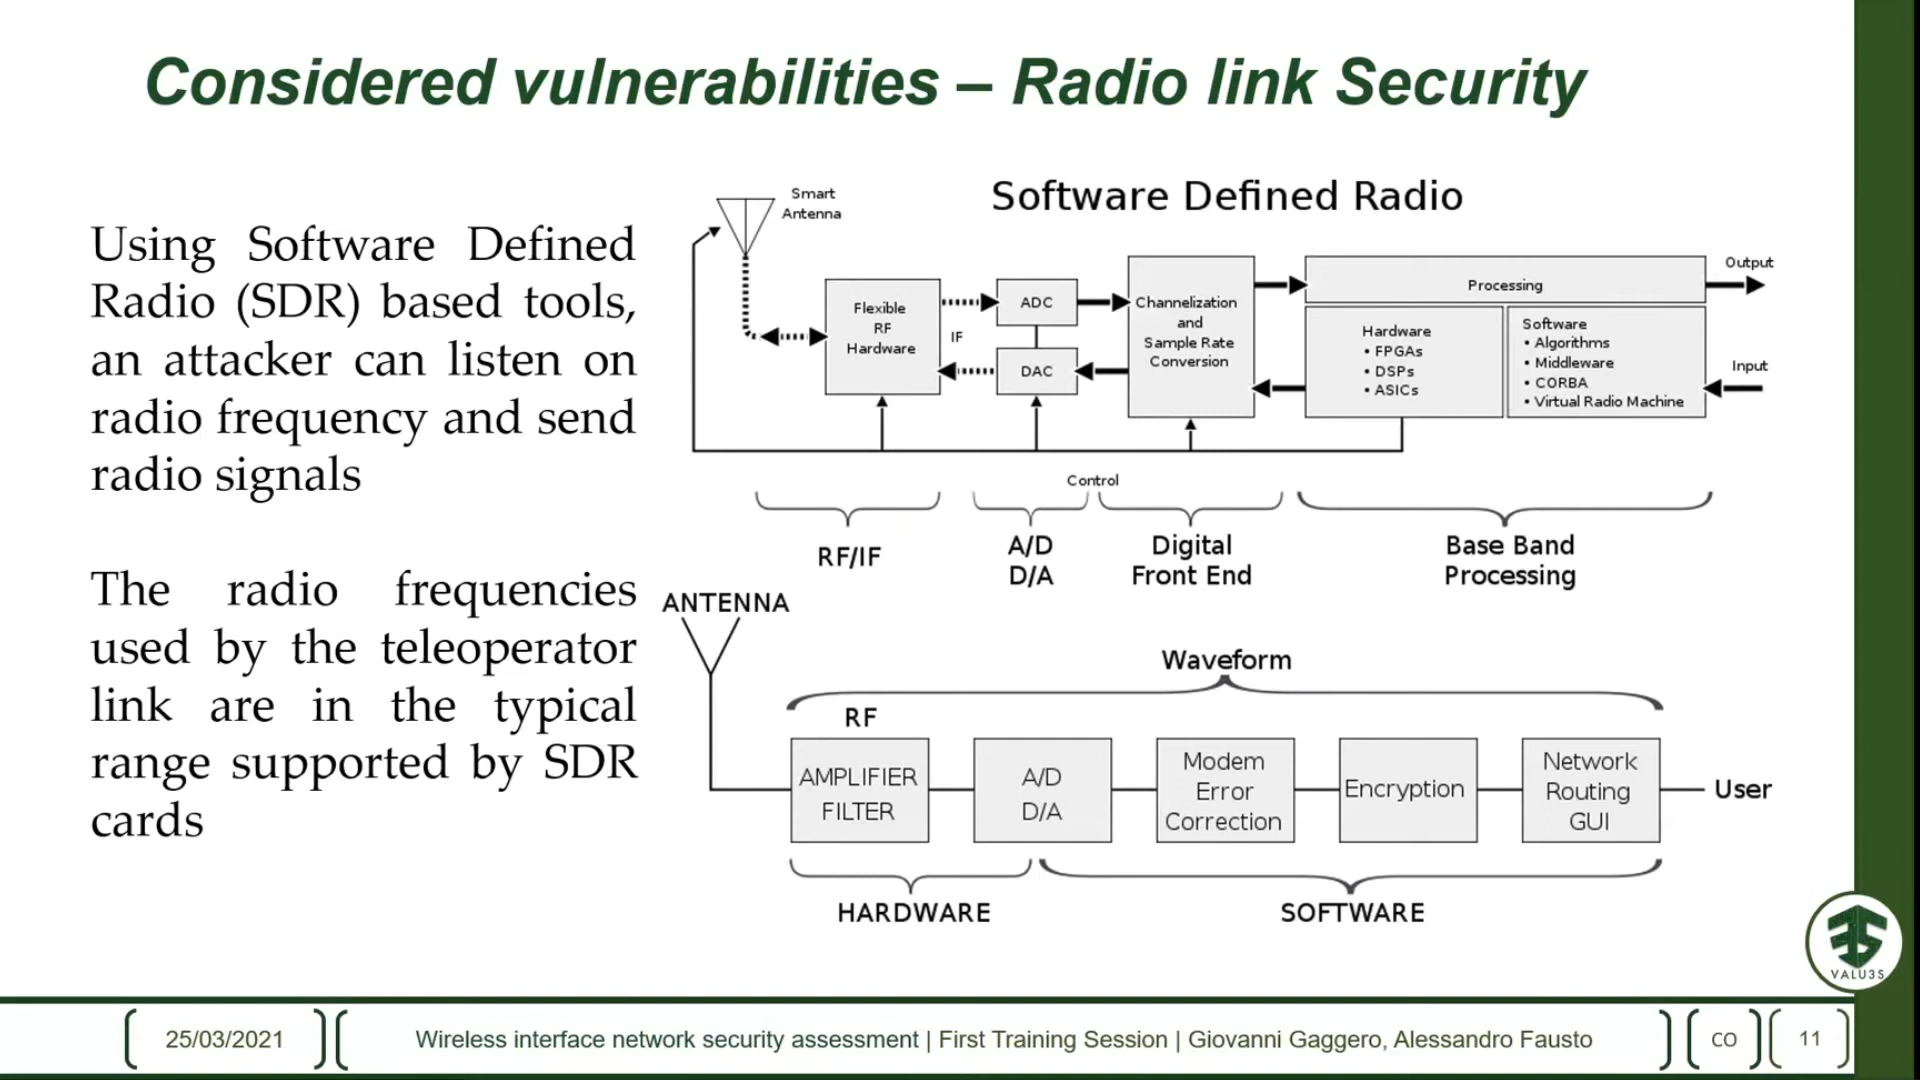 Considered vulnerabilities – Radio link Security
Using Software Defined
Radio (SDR) based tools,
an attacker can listen on
radio frequency and send
radio signals
The radio frequencies
used by the teleoperator
link are in the typical
range supported by SDR
cards
Software Defined Radio
Smart
Antenna
Flexible
RF
Hardware
IF
ADC
DAC
Channelization
and
Sample Rate
Conversion
Processing
Hardware
• FPGAs
• DSPs
• ASICs
Software
• Algorithms
• Middleware
• CORBA
• Virtual Radio Machine
Output
Input
Control
RF/IF
A/D
D/A
Digital
Front End
Base Band
Processing
ANTENNA
Waveform
RF
AMPLIFIER
FILTER
A/D
D/A
Modem
Error
Correction
Encryption
Network
Routing
GUI
User
HARDWARE
SOFTWARE
VALU3S
25/03/2021
Wireless interface network security assessment | First Training Session | Giovanni Gaggero, Alessandro Fausto
CO
11